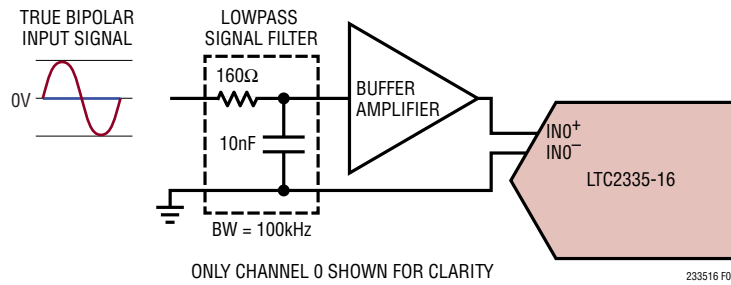 TRUE BIPOLAR
INPUT SIGNAL
LOWPASS
SIGNAL FILTER
0V
160Ω
10nF
BUFFER
AMPLIFIER
IN0+
IN0–
LTC2335-16
BW = 100kHz
ONLY CHANNEL 0 SHOWN FOR CLARITY
233516 F0